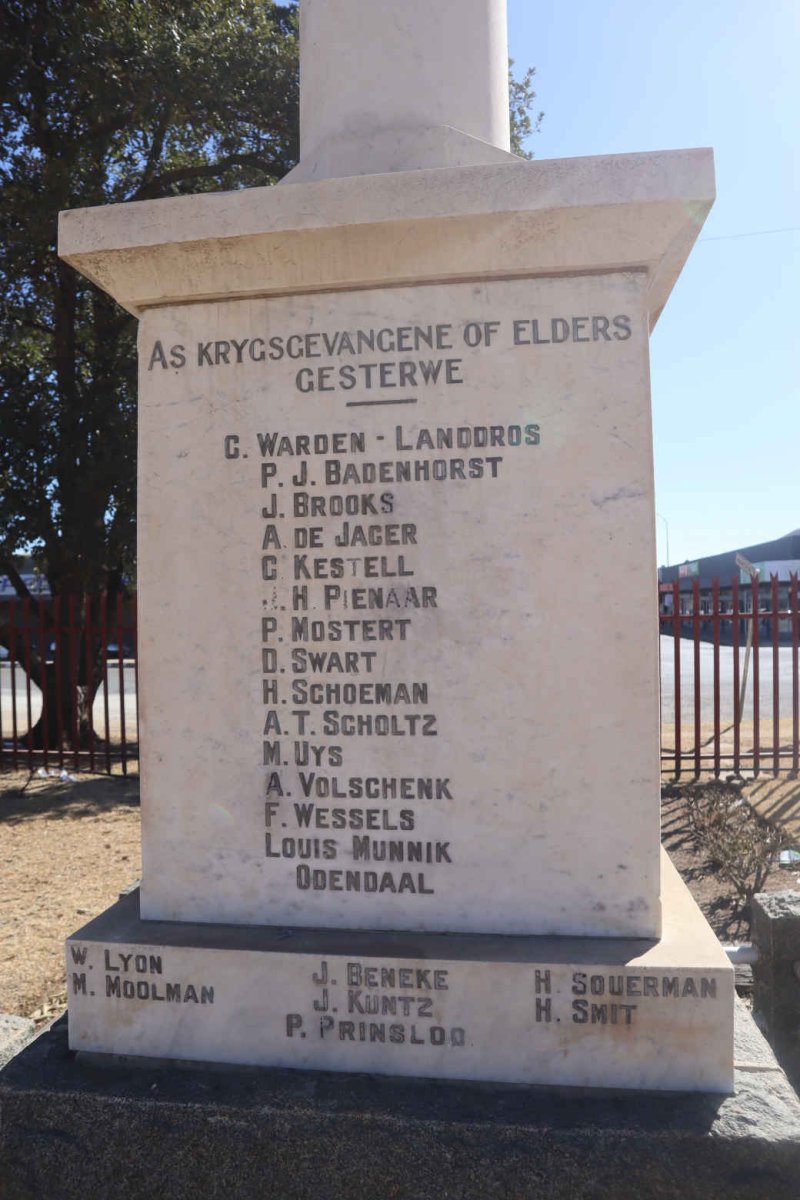 AS KRYGSGEVANGENE OF ELDERS
GESTERWE
C. WARDEN - LANDDROS
P. J. BADENHORST
J. BROOKS
A. DE JAGER
C KESTELL
J. H. PIENAAR
P. MOSTERT
D. SWART
H. SCHOEMAN
A. T. SCHOLTZ
M. UYS
A. VOLSCHENK
F. WESSELS
LOUIS MUNNIK
ODENDAAL
W. LYON
M. MOOLMAN
J. BENEKE
J. KUNTZ
P. PRINSLOO
H. SOUERMAN
H. SMIT